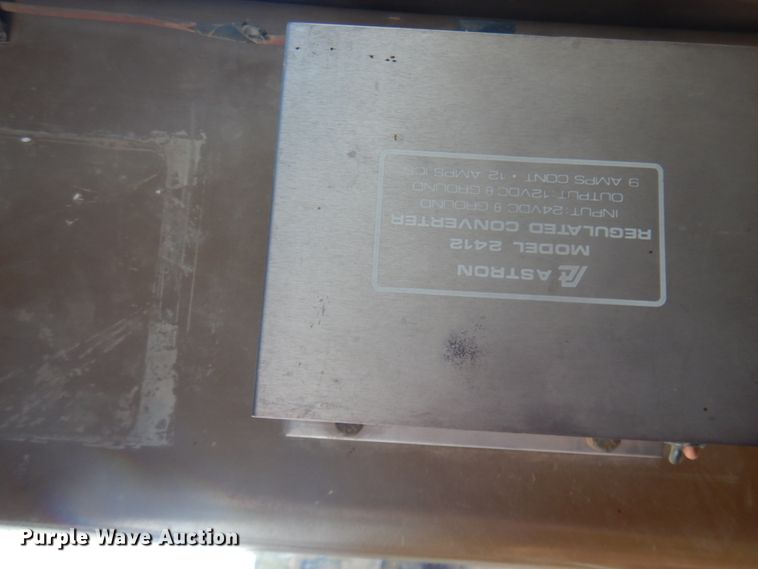 ASTRON
MODEL 2412
REGULATED CONVERTER
INPUT: 24VDC & GROUND
OUTPUT: 12VDC & GROUND
9 AMPS CONT • 12 AMPS ICS
Purple Wave Auction